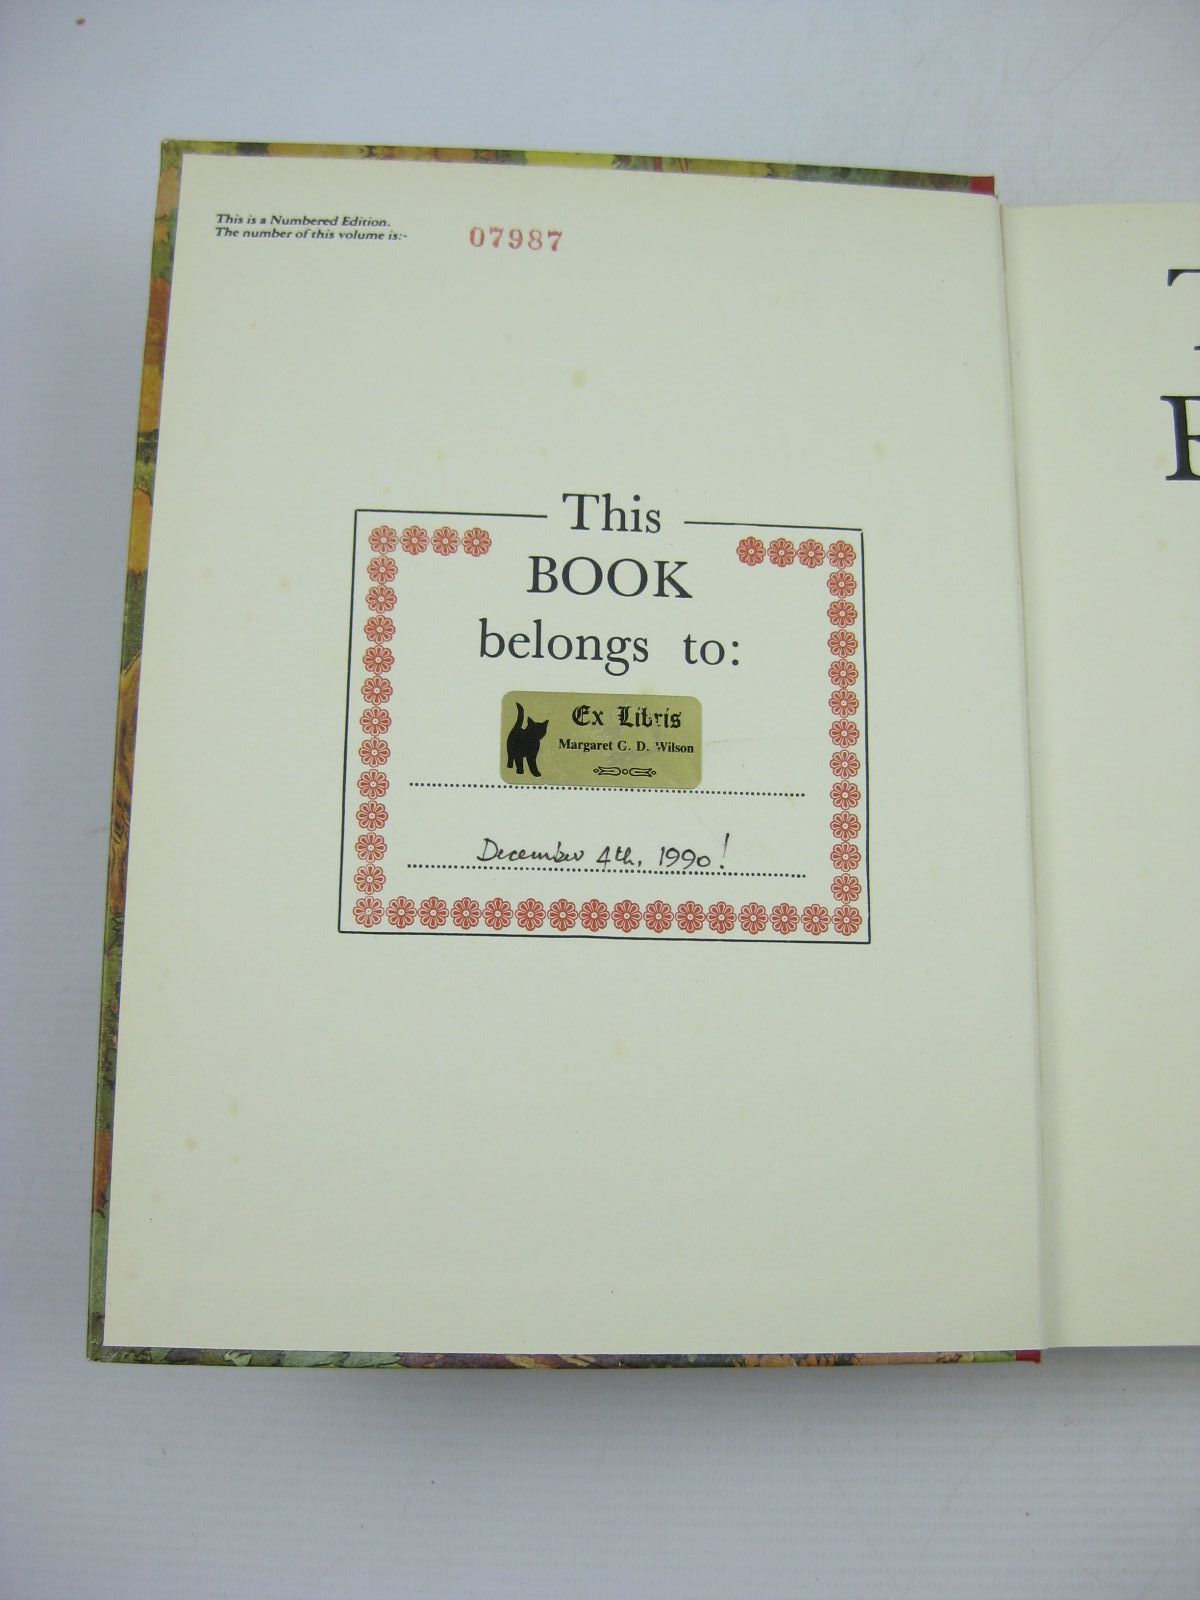 This is a Numbered Edition.
The number of this volume is:-
07987
This
BOOK
belongs to:
Ex Libris
Margaret G. D. Wilson
December 4th, 1990!